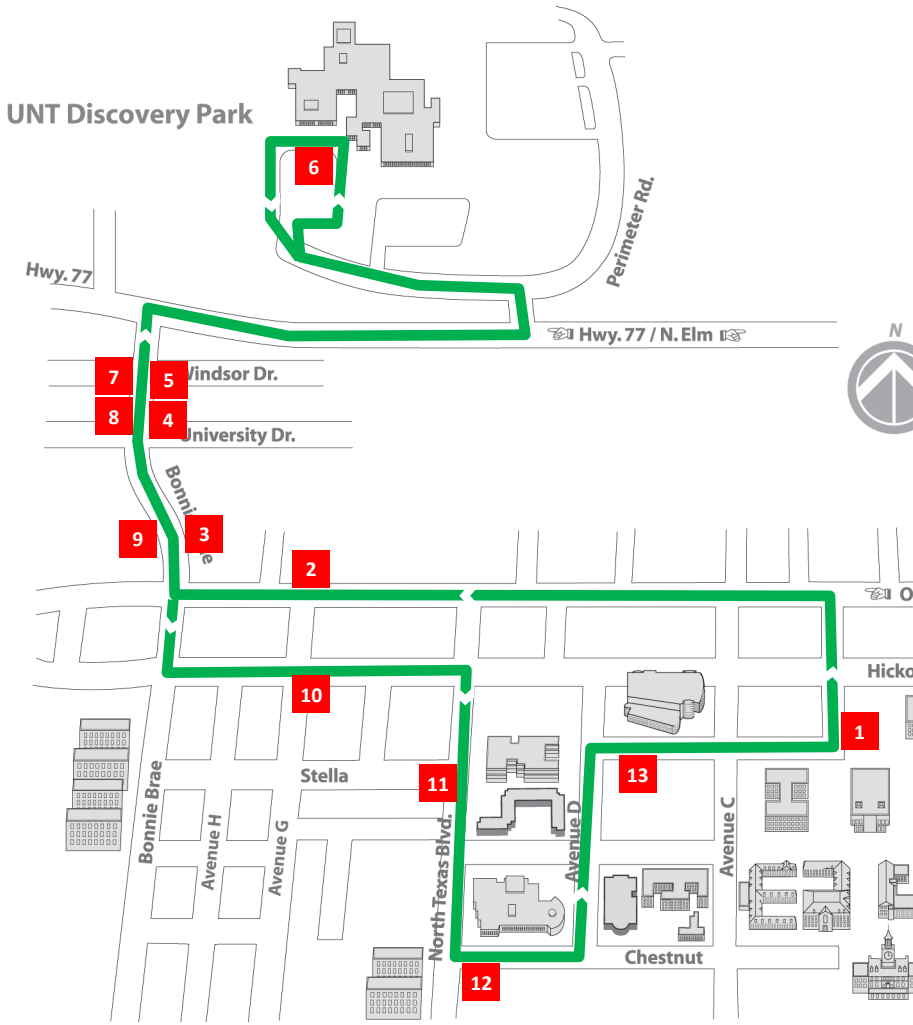 UNT Discovery Park
6
Perimeter Rd.
Hwy. 77
Hwy. 77 / N. Elm
N
7
5
Windsor Dr.
8
4
University Dr.
Bonnie Brae
9
3
2
O
Hicko
10
1
Stella
11
13
Bonnie Brae
Avenue H
Avenue G
North Texas Blvd.
Avenue D
Avenue C
Chestnut
12